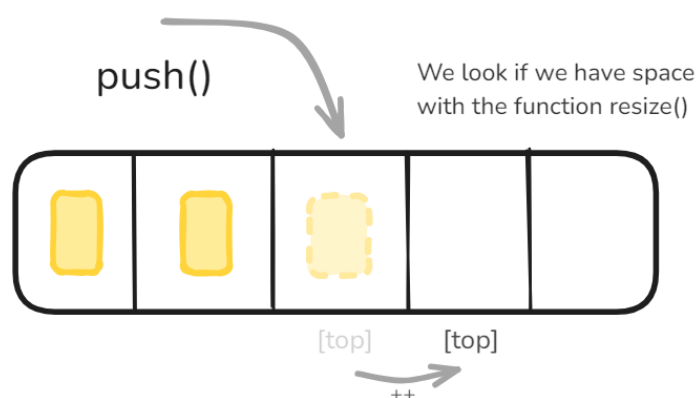 push()
We look if we have space
with the function resize()
[top]
[top]
++